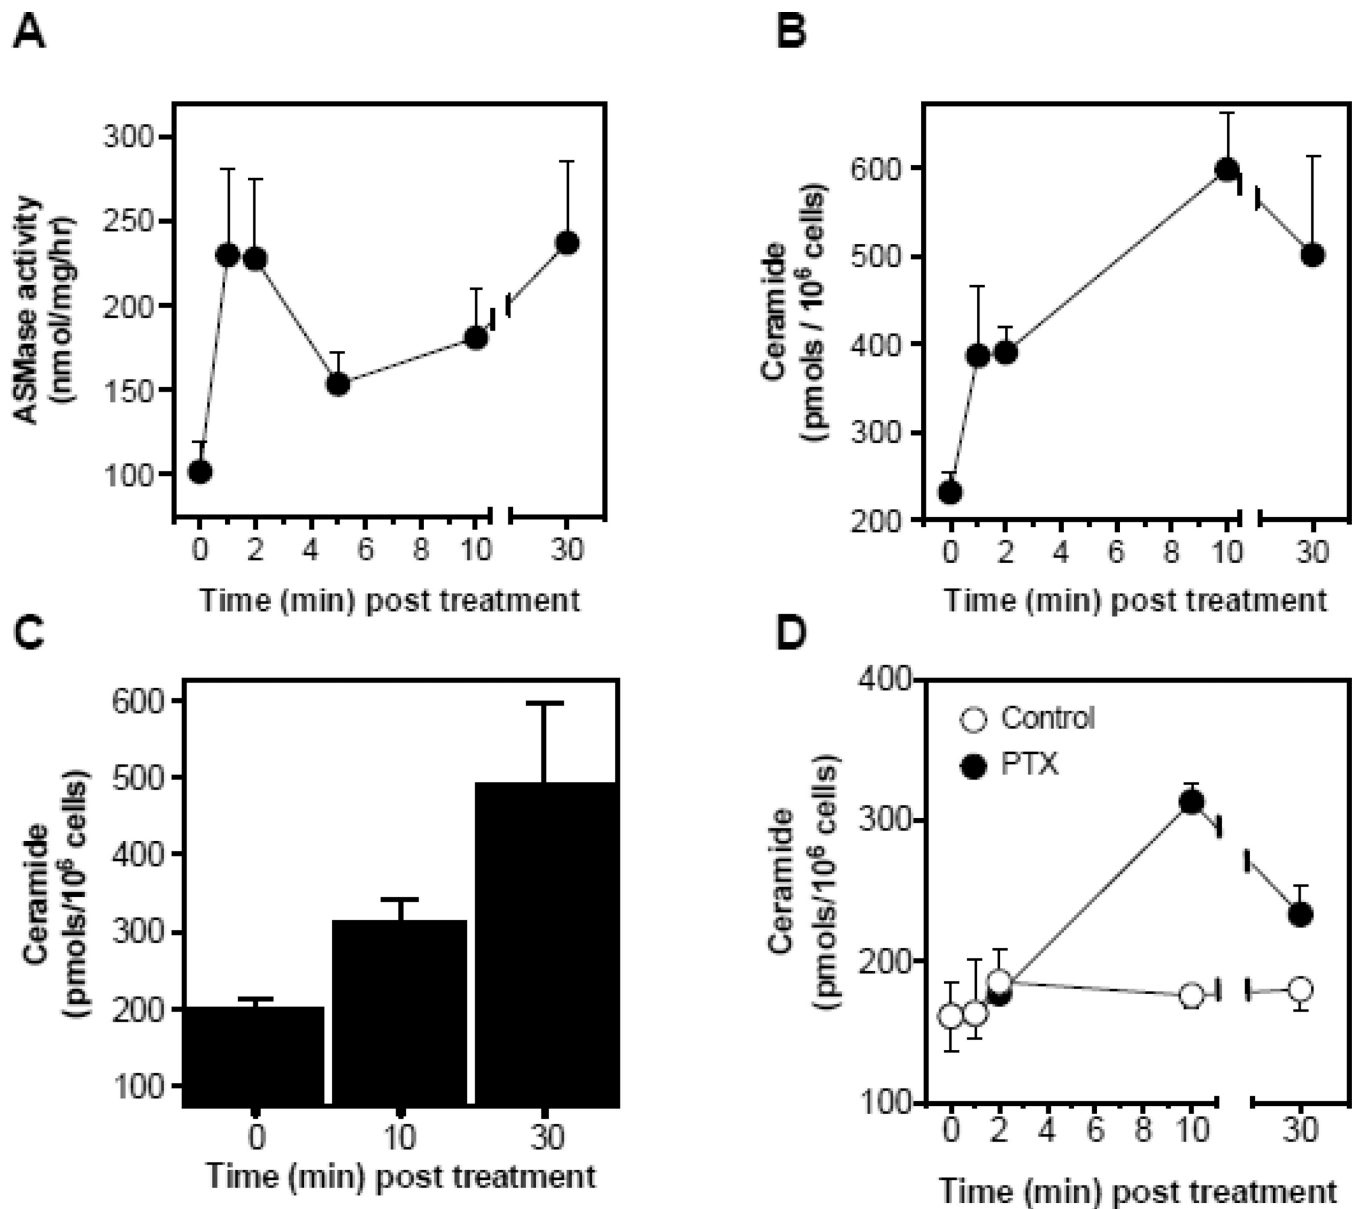 A
300
250
200
150
100
ASMase activity
(nmol/mg/hr)
0 2 4 6 8 10 30
Time (min) post treatment
B
600
500
400
300
200
Ceramide
(pmols / 10⁶ cells)
0 2 4 6 8 10 30
Time (min) post treatment
C
600
500
400
300
200
100
Ceramide
(pmols/10⁶ cells)
0 10 30
Time (min) post treatment
D
400
300
200
100
Control
PTX
Ceramide
(pmols/10⁶ cells)
0 2 4 6 8 10 30
Time (min) post treatment